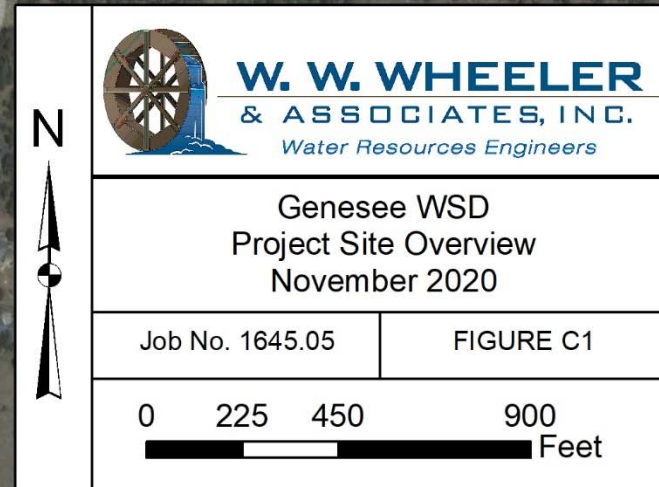 N
W. W. WHEELER
& ASSOCIATES, INC.
Water Resources Engineers
Genesee WSD
Project Site Overview
November 2020
Job No. 1645.05
FIGURE C1
0 225 450 900
Feet